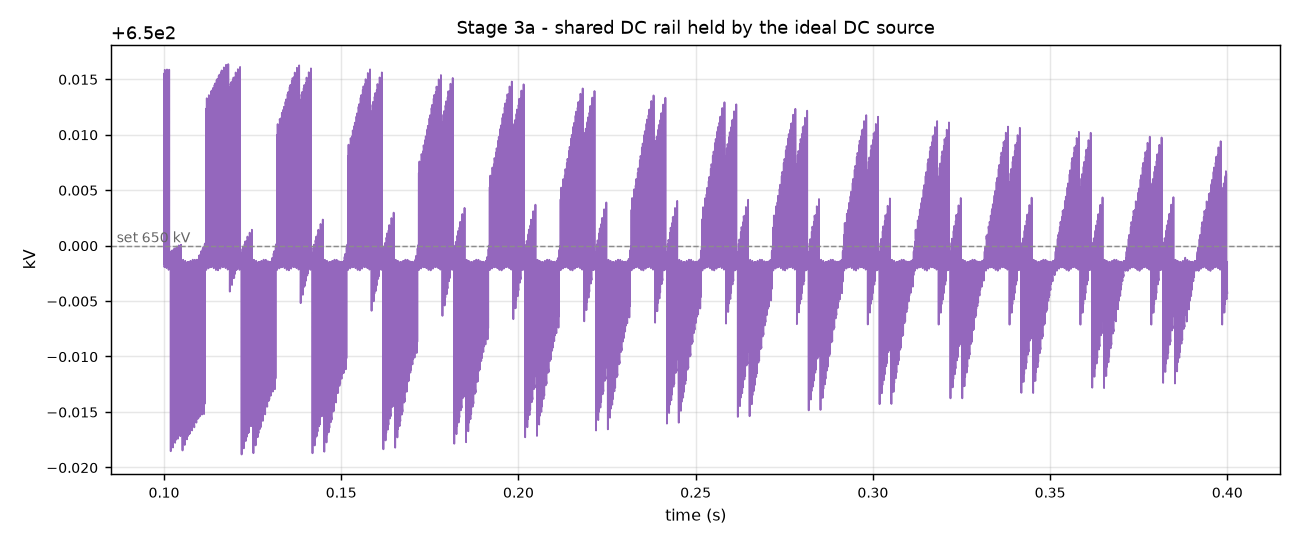 Stage 3a - shared DC rail held by the ideal DC source
+6.5e2
0.015
0.010
0.005
0.000
−0.005
−0.010
−0.015
−0.020
kV
set 650 kV
0.10 0.15 0.20 0.25 0.30 0.35 0.40
time (s)